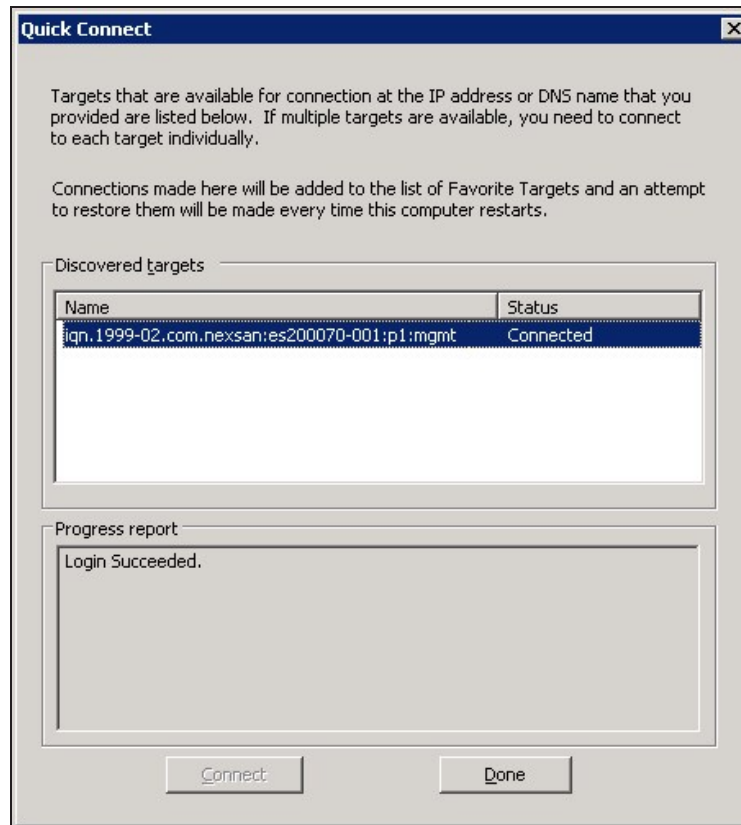 Quick Connect
Targets that are available for connection at the IP address or DNS name that you
provided are listed below.  If multiple targets are available, you need to connect
to each target individually.
Connections made here will be added to the list of Favorite Targets and an attempt
to restore them will be made every time this computer restarts.
Discovered targets
Name Status
iqn.1999-02.com.nexsan:es200070-001:p1:mgmt Connected
Progress report
Login Succeeded.
Connect Done